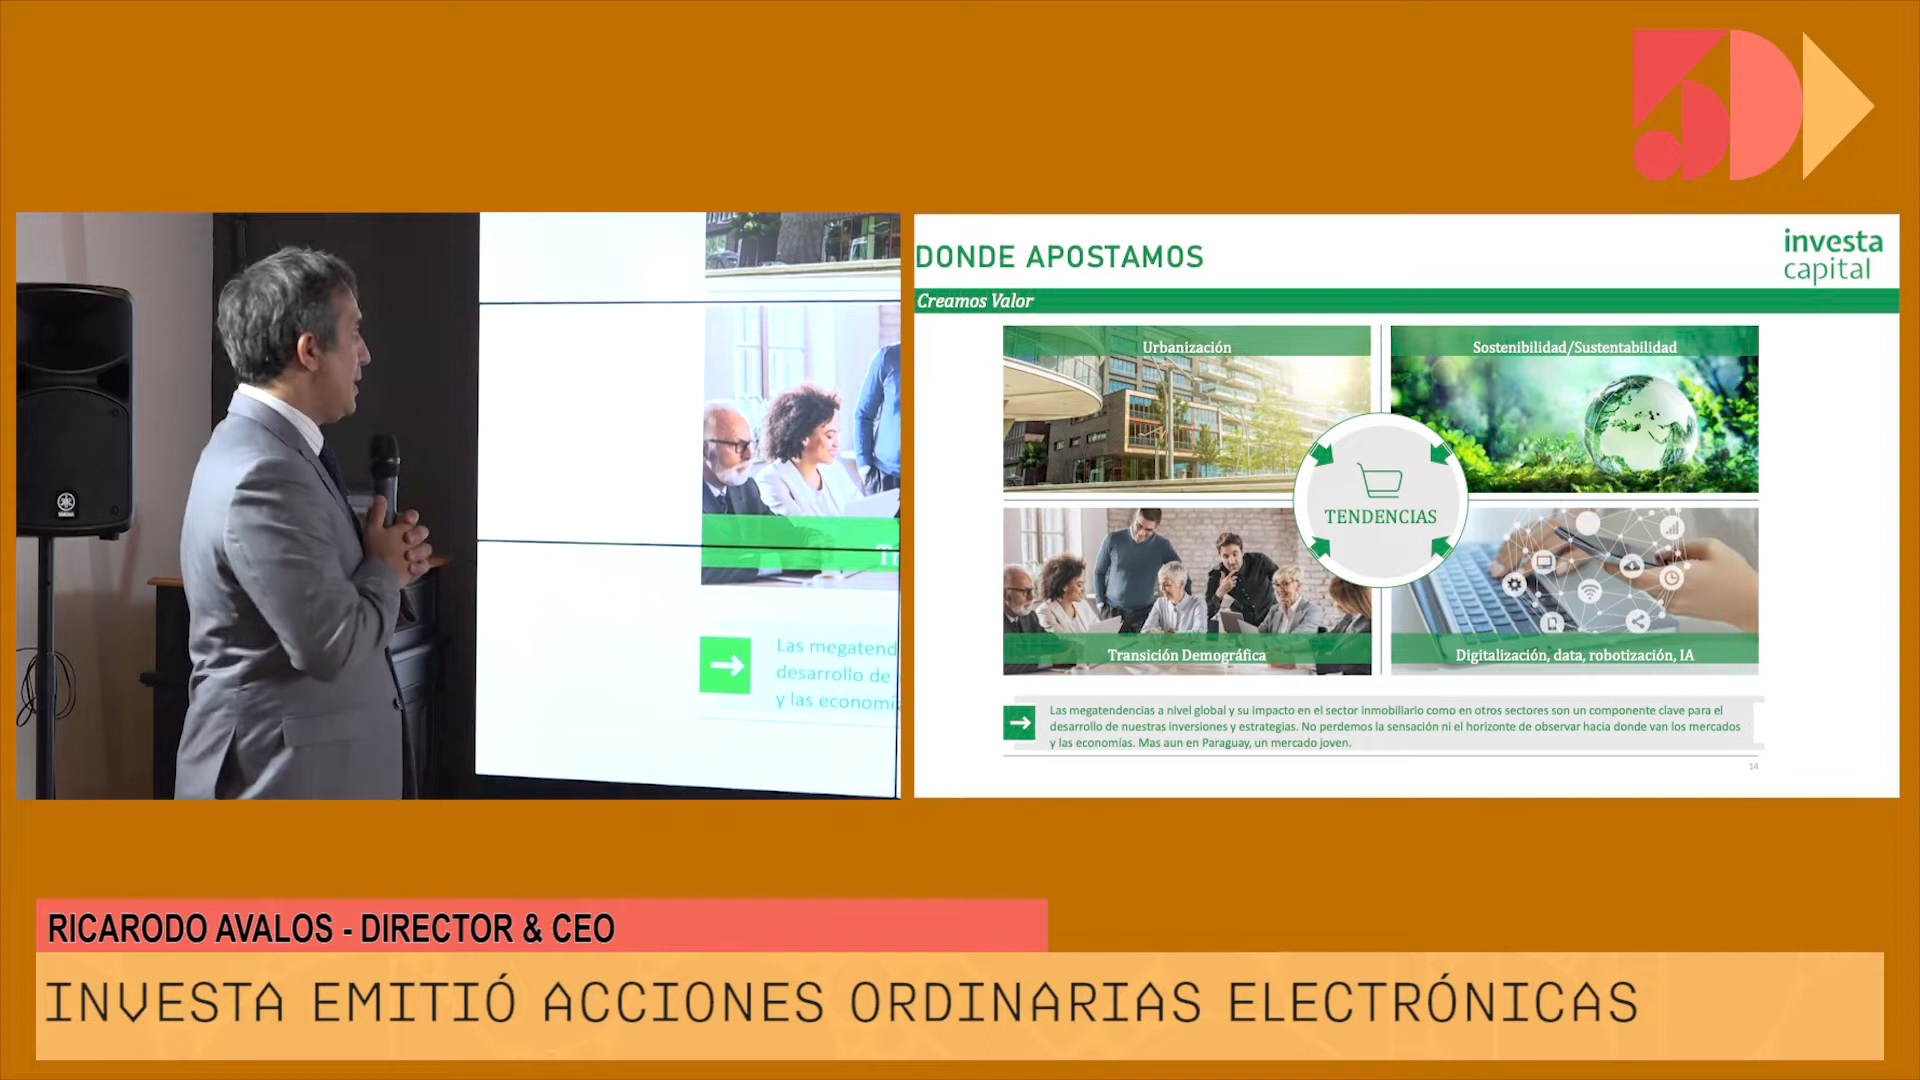 5D
YAMAHA
Las megatend
desarrollo de
y las economí
DONDE APOSTAMOS
investa
capital
Creamos Valor
Urbanización
Sostenibilidad/Sustentabilidad
TENDENCIAS
Transición Demográfica
Digitalización, data, robotización, IA
Las megatendencias a nivel global y su impacto en el sector inmobiliario como en otros sectores son un componente clave para el
desarrollo de nuestras inversiones y estrategias. No perdemos la sensación ni el horizonte de observar hacia donde van los mercados
y las economías. Mas aun en Paraguay, un mercado joven.
14
RICARODO AVALOS - DIRECTOR & CEO
INVESTA EMITIÓ ACCIONES ORDINARIAS ELECTRÓNICAS